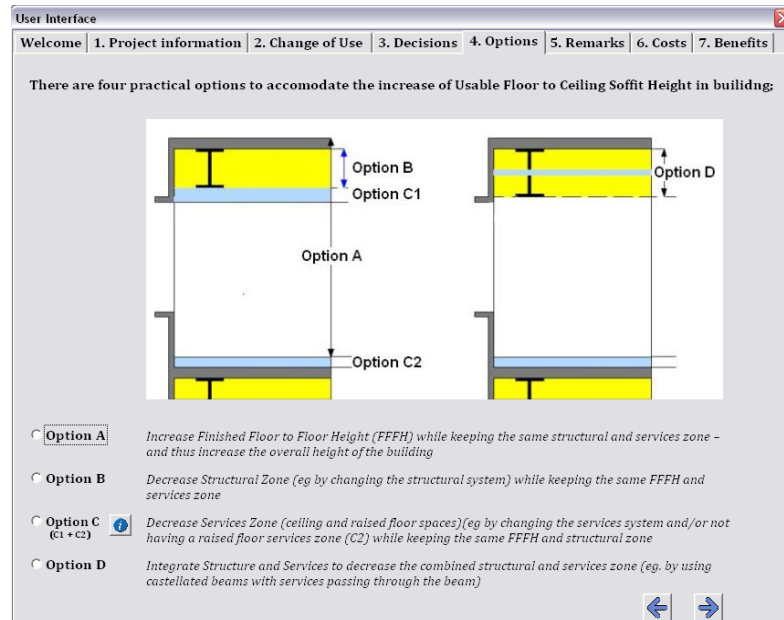 User Interface
Welcome 1. Project information 2. Change of Use 3. Decisions 4. Options 5. Remarks 6. Costs 7. Benefits
There are four practical options to accomodate the increase of Usable Floor to Ceiling Soffit Height in builidng;
Option B
Option C1
Option D
Option A
Option C2
Option A
Increase Finished Floor to Floor Height (FFFH) while keeping the same structural and services zone –
and thus increase the overall height of the building
Option B
Decrease Structural Zone (eg by changing the structural system) while keeping the same FFFH and
services zone
Option C
(C1 + C2)
Decrease Services Zone (ceiling and raised floor spaces)(eg by changing the services system and/or not
having a raised floor services zone (C2) while keeping the same FFFH and structural zone
Option D
Integrate Structure and Services to decrease the combined structural and services zone (eg. by using
castellated beams with services passing through the beam)